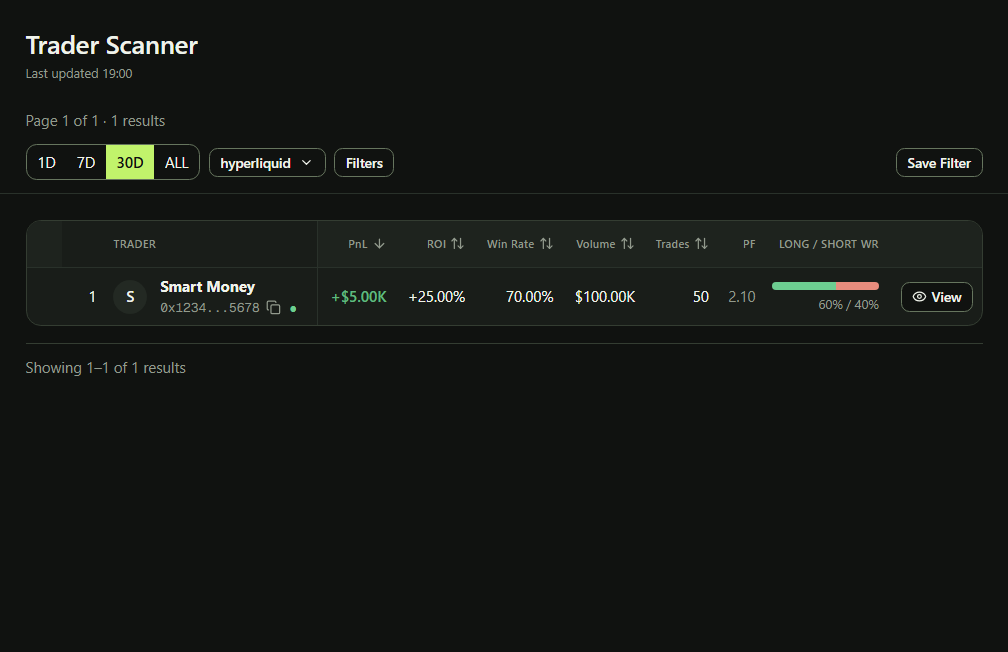 Trader Scanner
Last updated 19:00
Page 1 of 1 · 1 results
1D 7D 30D ALL hyperliquid Filters Save Filter
TRADER PnL ROI Win Rate Volume Trades PF LONG / SHORT WR
1 S Smart Money +$5.00K +25.00% 70.00% $100.00K 50 2.10 View
0x1234...5678 60% / 40%
Showing 1–1 of 1 results